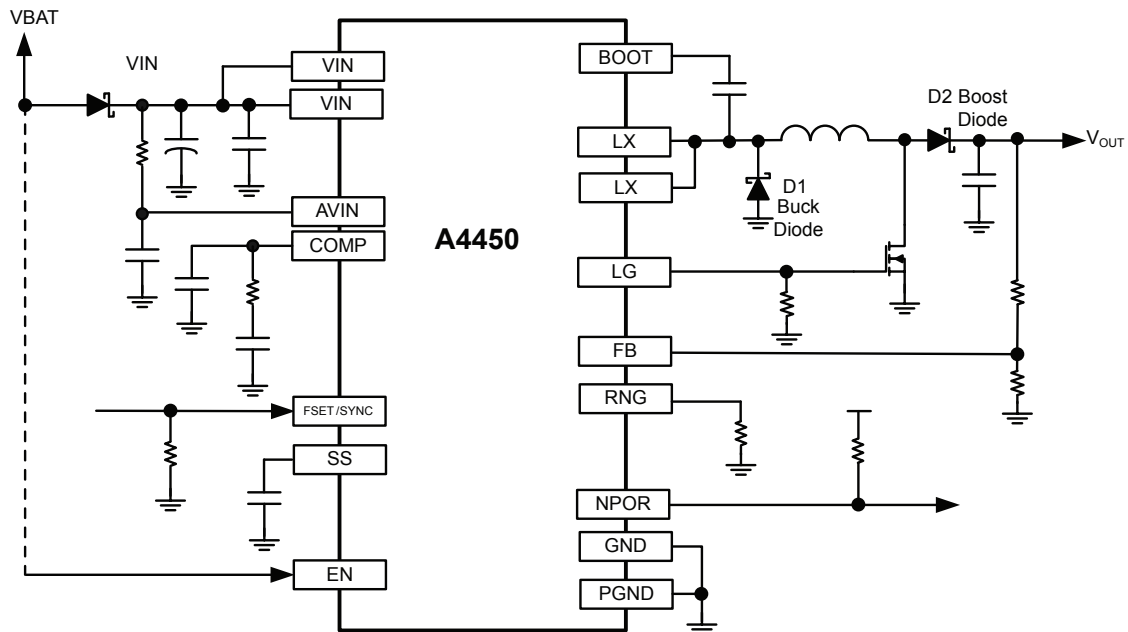 VBAT
VIN
VIN
VIN
AVIN
COMP
FSET/SYNC
SS
EN
A4450
BOOT
LX
LX
LG
FB
RNG
NPOR
GND
PGND
D1
Buck
Diode
D2 Boost
Diode
VOUT